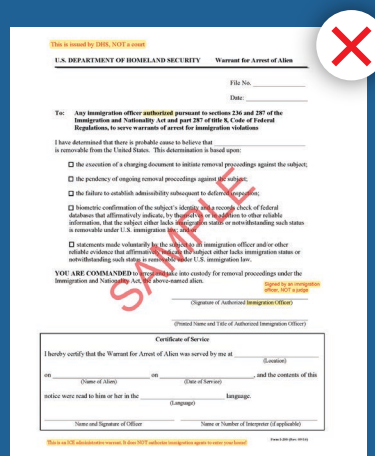 This is issued by DHS, NOT a court
U.S. DEPARTMENT OF HOMELAND SECURITY Warrant for Arrest of Alien
File No.
Date:
To: Any immigration officer authorized pursuant to sections 236 and 287 of the
Immigration and Nationality Act and part 287 of title 8, Code of Federal
Regulations, to serve warrants of arrest for immigration violations
I have determined that there is probable cause to believe that
is removable from the United States. This determination is based upon:
the execution of a charging document to initiate removal proceedings against the subject;
the pendency of ongoing removal proceedings against the subject;
the failure to establish admissibility subsequent to deferred inspection;
biometric confirmation of the subject's identity and a records check of federal
databases that affirmatively indicate, by themselves or in addition to other reliable
information, that the subject either lacks immigration status or notwithstanding such status
is removable under U.S. immigration law; and/or
statements made voluntarily by the subject to an immigration officer and/or other
reliable evidence that affirmatively indicate the subject either lacks immigration status or
notwithstanding such status is removable under U.S. immigration law.
SAMPLE
YOU ARE COMMANDED to arrest and take into custody for removal proceedings under the
Immigration and Nationality Act, the above-named alien.
Signed by an immigration
officer, NOT a judge
(Signature of Authorized Immigration Officer)
(Printed Name and Title of Authorized Immigration Officer)
Certificate of Service
I hereby certify that the Warrant for Arrest of Alien was served by me at
(Location)
on on , and the contents of this
(Name of Alien) (Date of Service)
notice were read to him or her in the language.
(Language)
Name and Signature of Officer Name or Number of Interpreter (if applicable)
This is an ICE administrative warrant. It does NOT authorize immigration agents to enter your home!